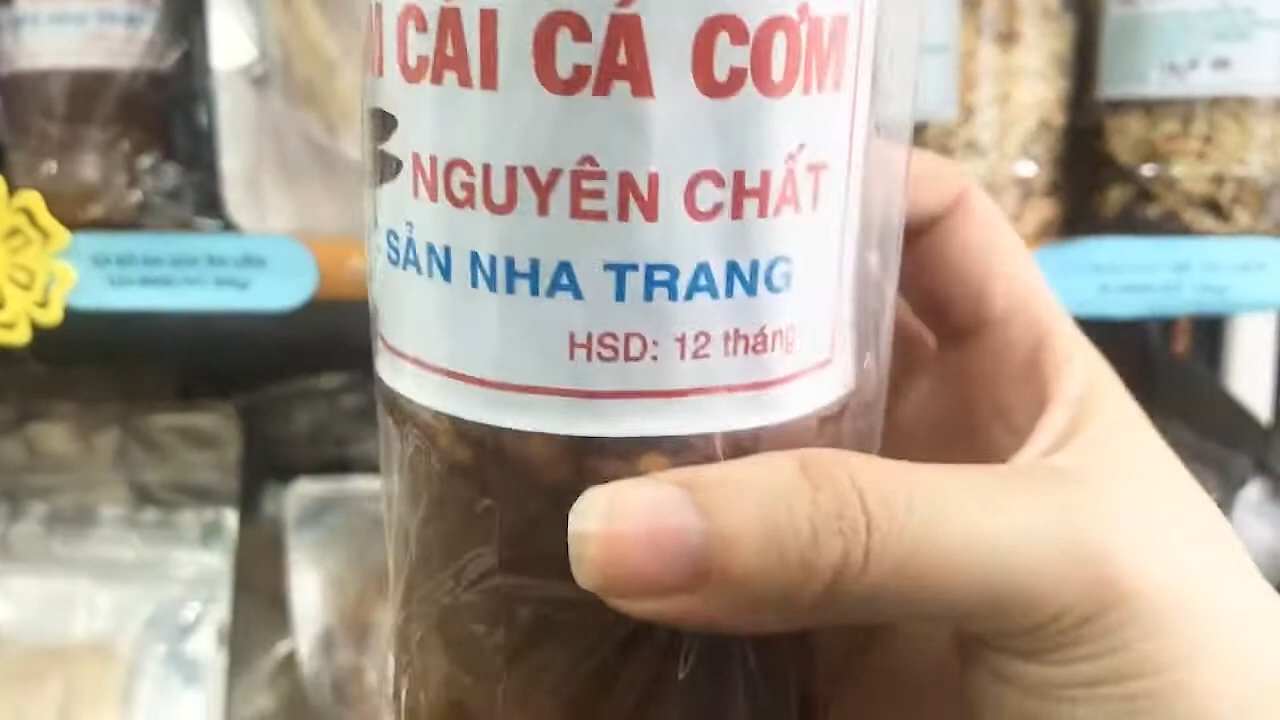 CÁI CÁ CƠM
NGUYÊN CHẤT
SẢN NHA TRANG
HSD: 12 tháng